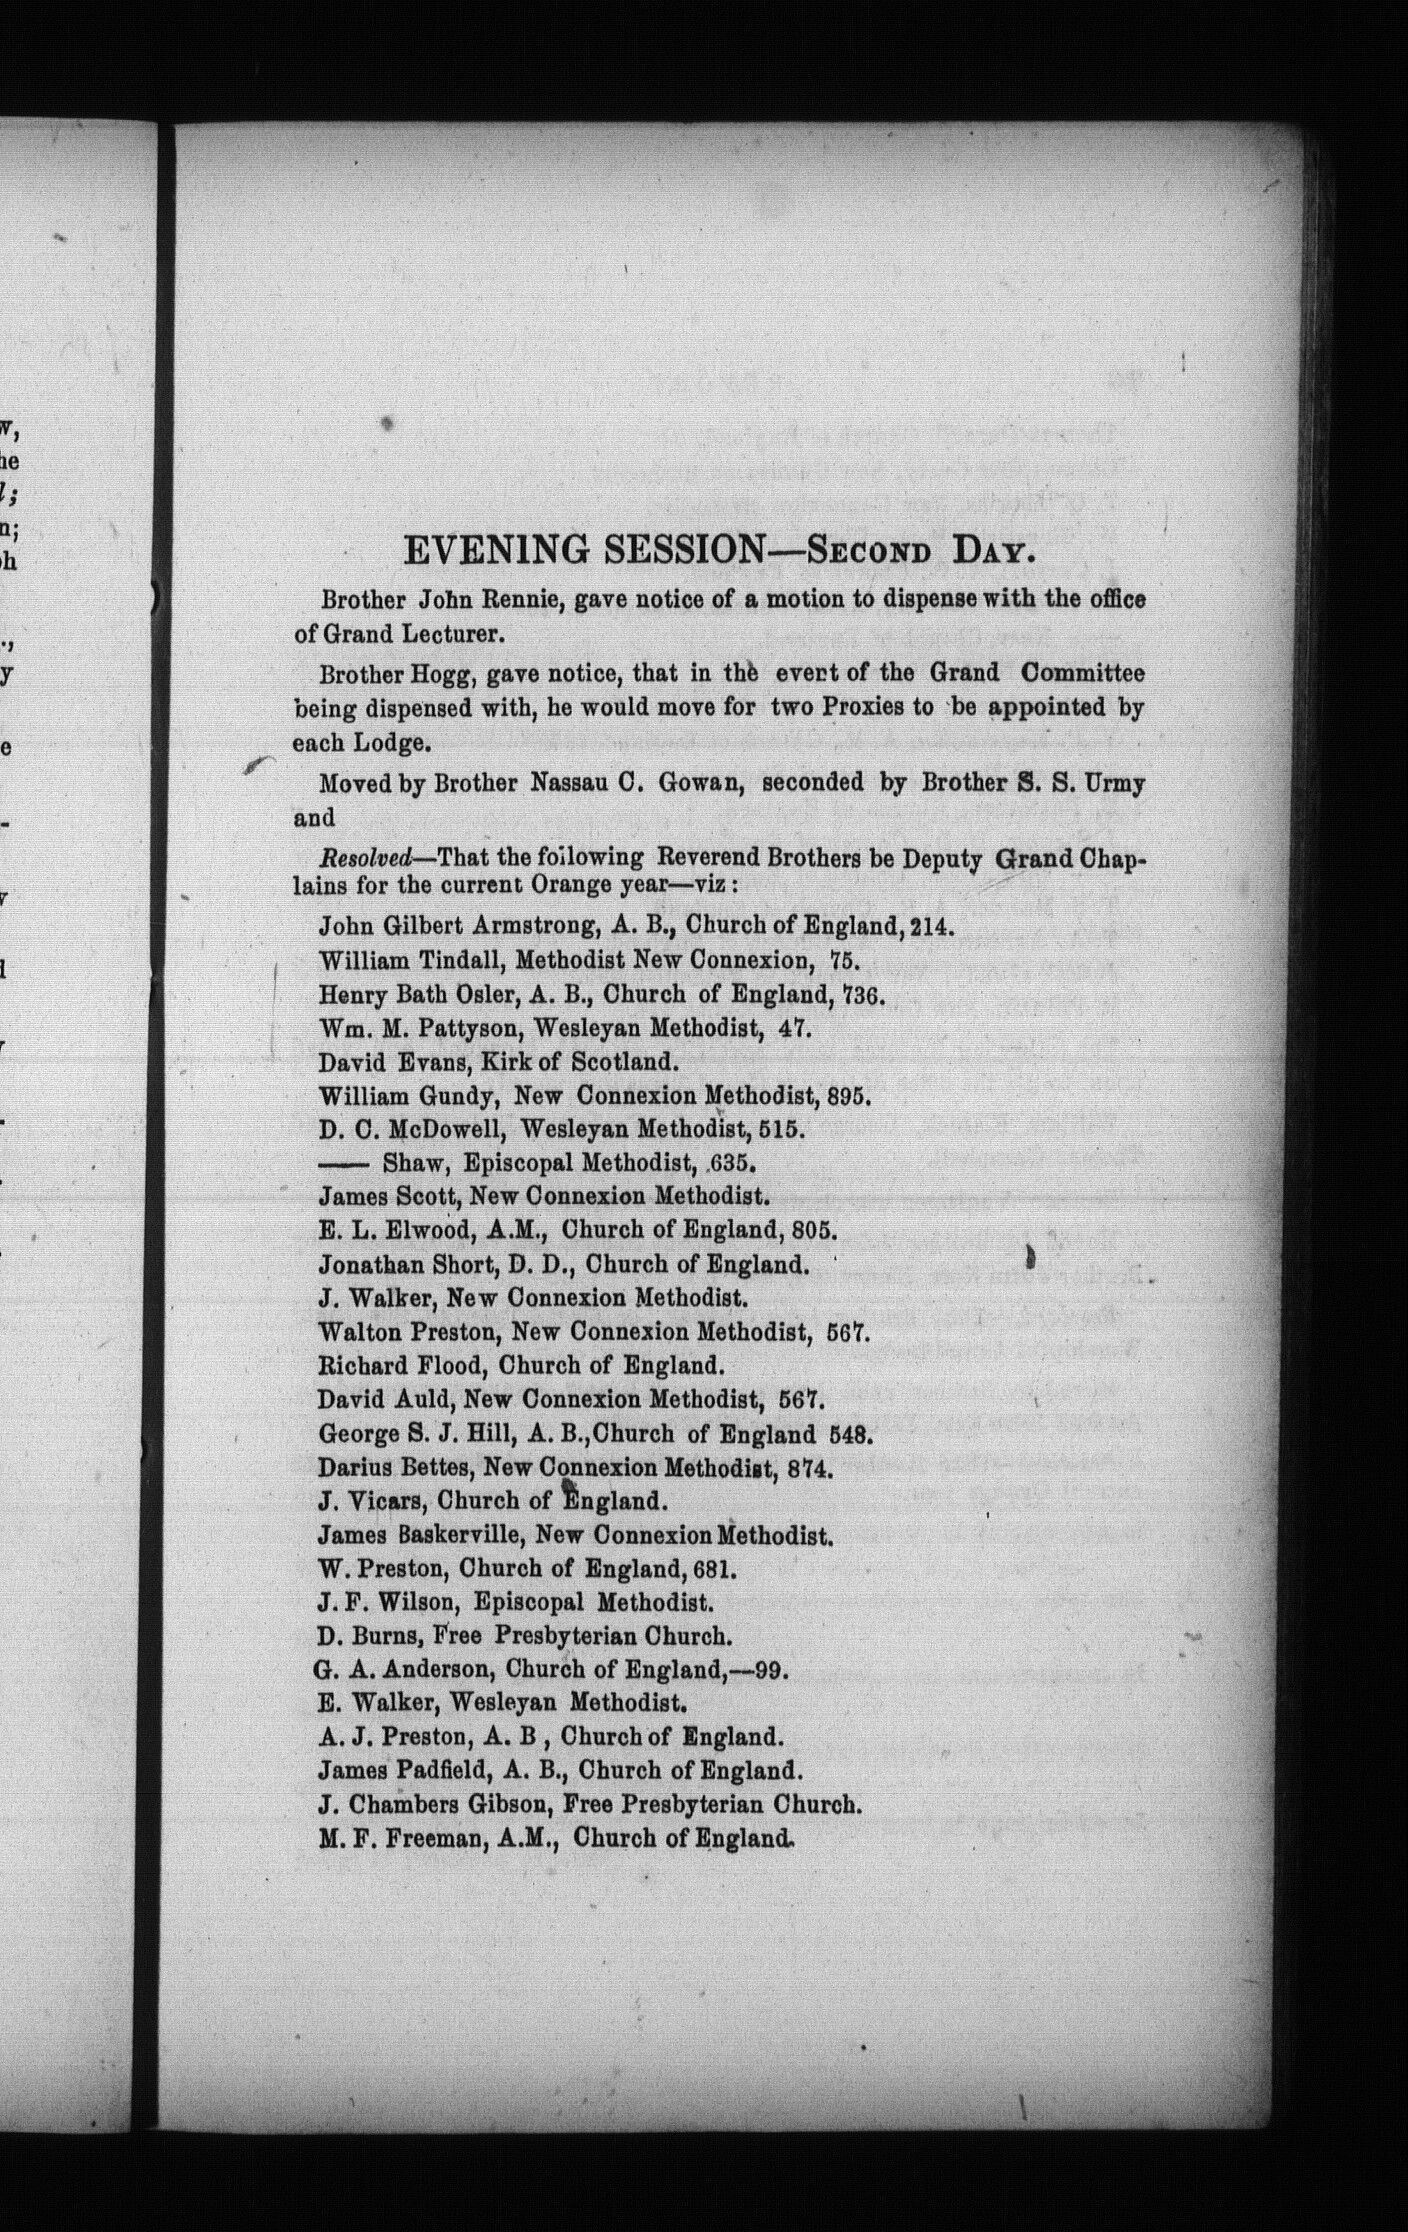 w,
he
l;
n;
ph
.,
y
e
-
y
d
EVENING SESSION—SECOND DAY.
Brother John Rennie, gave notice of a motion to dispense with the office
of Grand Lecturer.
Brother Hogg, gave notice, that in the event of the Grand Committee
being dispensed with, he would move for two Proxies to be appointed by
each Lodge.
Moved by Brother Nassau C. Gowan, seconded by Brother S. S. Urmy
and
Resolved—That the following Reverend Brothers be Deputy Grand Chap-
lains for the current Orange year—viz :
John Gilbert Armstrong, A. B., Church of England, 214.
William Tindall, Methodist New Connexion, 75.
Henry Bath Osler, A. B., Church of England, 736.
Wm. M. Pattyson, Wesleyan Methodist, 47.
David Evans, Kirk of Scotland.
William Gundy, New Connexion Methodist, 895.
D. C. McDowell, Wesleyan Methodist, 515.
—— Shaw, Episcopal Methodist, 635.
James Scott, New Connexion Methodist.
E. L. Elwood, A.M., Church of England, 805.
Jonathan Short, D. D., Church of England.
J. Walker, New Connexion Methodist.
Walton Preston, New Connexion Methodist, 567.
Richard Flood, Church of England.
David Auld, New Connexion Methodist, 567.
George S. J. Hill, A. B., Church of England 548.
Darius Bettes, New Connexion Methodist, 874.
J. Vicars, Church of England.
James Baskerville, New Connexion Methodist.
W. Preston, Church of England, 681.
J. F. Wilson, Episcopal Methodist.
D. Burns, Free Presbyterian Church.
G. A. Anderson, Church of England,—99.
E. Walker, Wesleyan Methodist.
A. J. Preston, A. B , Church of England.
James Padfield, A. B., Church of England.
J. Chambers Gibson, Free Presbyterian Church.
M. F. Freeman, A.M., Church of England.